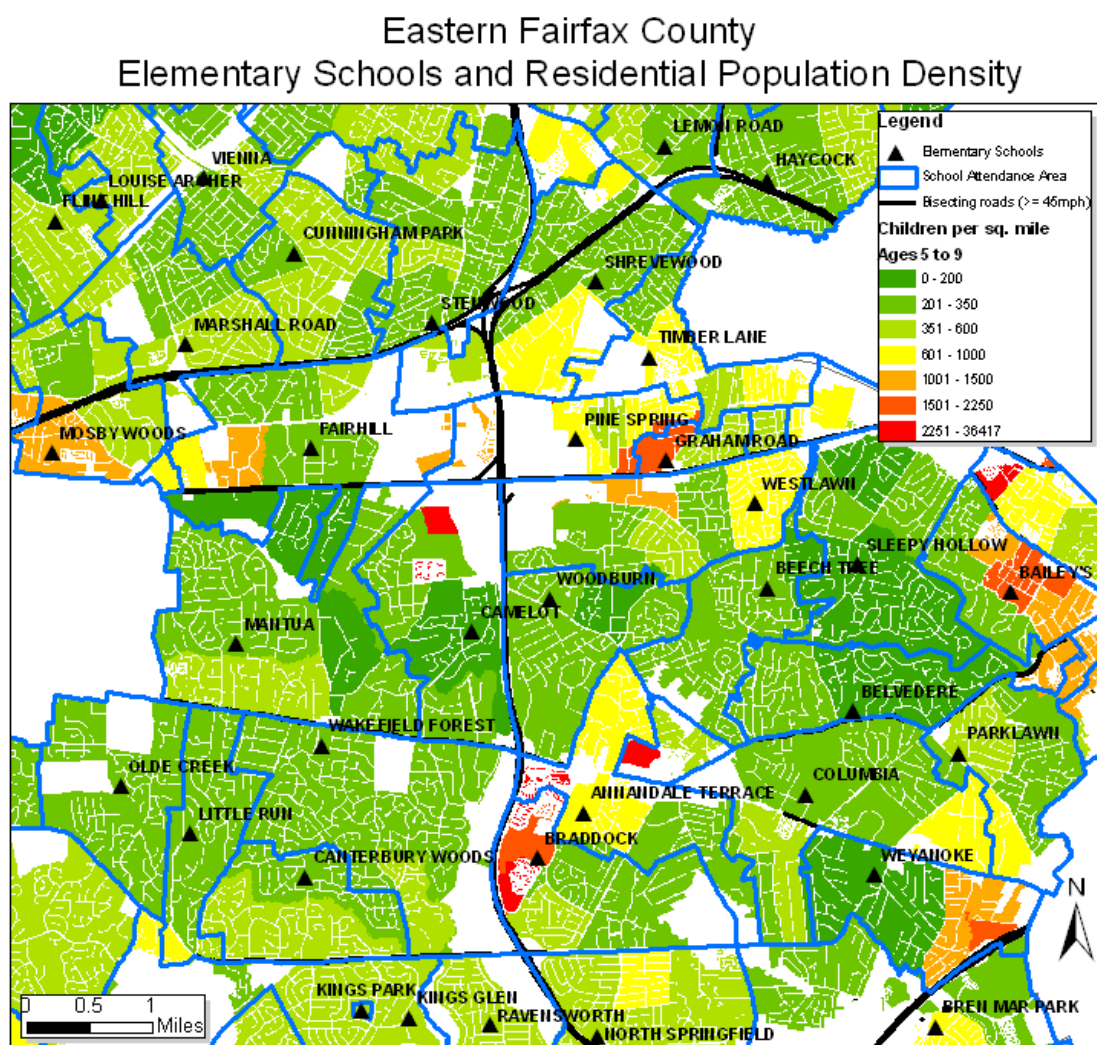 Eastern Fairfax County
Elementary Schools and Residential Population Density
Legend
Elementary Schools
School Attendance Area
Bisecting roads (>= 45mph)
Children per sq. mile
Ages 5 to 9
0 - 200
201 - 350
351 - 600
601 - 1000
1001 - 1500
1501 - 2250
2251 - 36417
LEMON ROAD
HAYCOCK
VIENNA
LOUISE ARCHER
FLINT HILL
CUNNINGHAM PARK
SHREVEWOOD
STENWOOD
MARSHALL ROAD
TIMBER LANE
MOSBY WOODS
FAIRHILL
PINE SPRING
GRAHAM ROAD
WESTLAWN
SLEEPY HOLLOW
BAILEY'S
BEECH TREE
WOODBURN
CAMELOT
MANTUA
BELVEDERE
WAKEFIELD FOREST
PARKLAWN
OLDE CREEK
COLUMBIA
ANNANDALE TERRACE
LITTLE RUN
BRADDOCK
CANTERBURY WOODS
WEYANOKE
N
KINGS PARK
KINGS GLEN
RAVENSWORTH
NORTH SPRINGFIELD
BREN MAR PARK
0 0.5 1
Miles